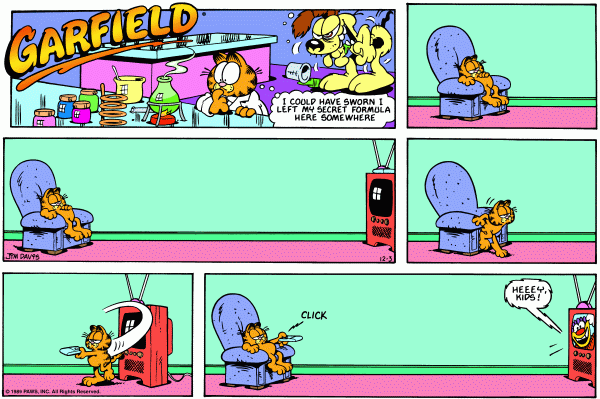 GARFIELD
I COULD HAVE SWORN I
LEFT MY SECRET FORMULA
HERE SOMEWHERE
JIM DAVIS
12-3
© 1989 PAWS, INC. All Rights Reserved.
CLICK
HEEEY,
KIDS!